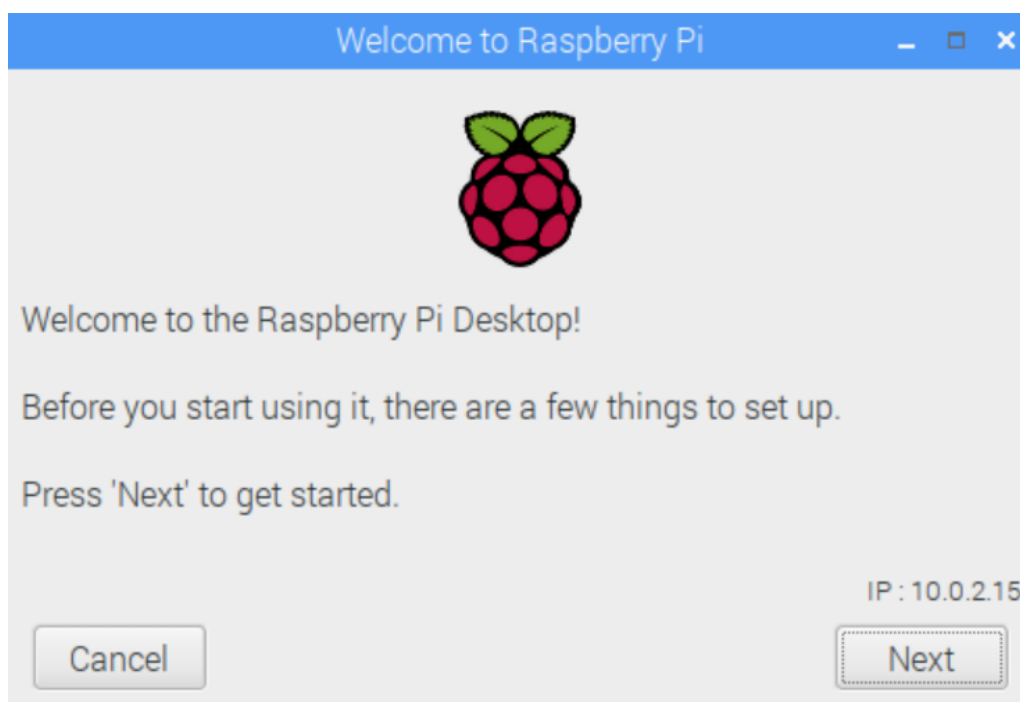 Welcome to Raspberry Pi
Welcome to the Raspberry Pi Desktop!
Before you start using it, there are a few things to set up.
Press 'Next' to get started.
IP : 10.0.2.15
Cancel
Next